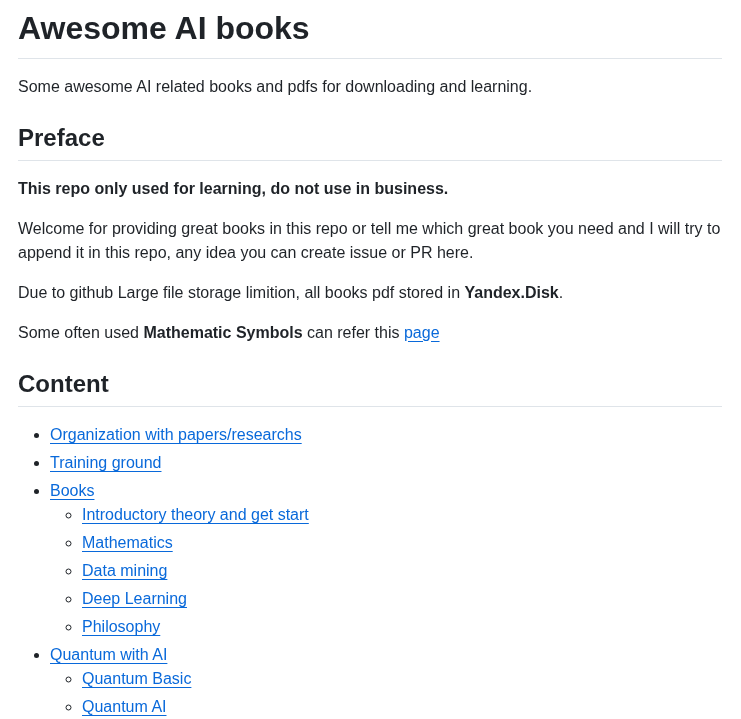 Awesome AI books
Some awesome AI related books and pdfs for downloading and learning.
Preface
This repo only used for learning, do not use in business.
Welcome for providing great books in this repo or tell me which great book you need and I will try to
append it in this repo, any idea you can create issue or PR here.
Due to github Large file storage limition, all books pdf stored in Yandex.Disk.
Some often used Mathematic Symbols can refer this page
Content
Organization with papers/researchs
Training ground
Books
Introductory theory and get start
Mathematics
Data mining
Deep Learning
Philosophy
Quantum with AI
Quantum Basic
Quantum AI